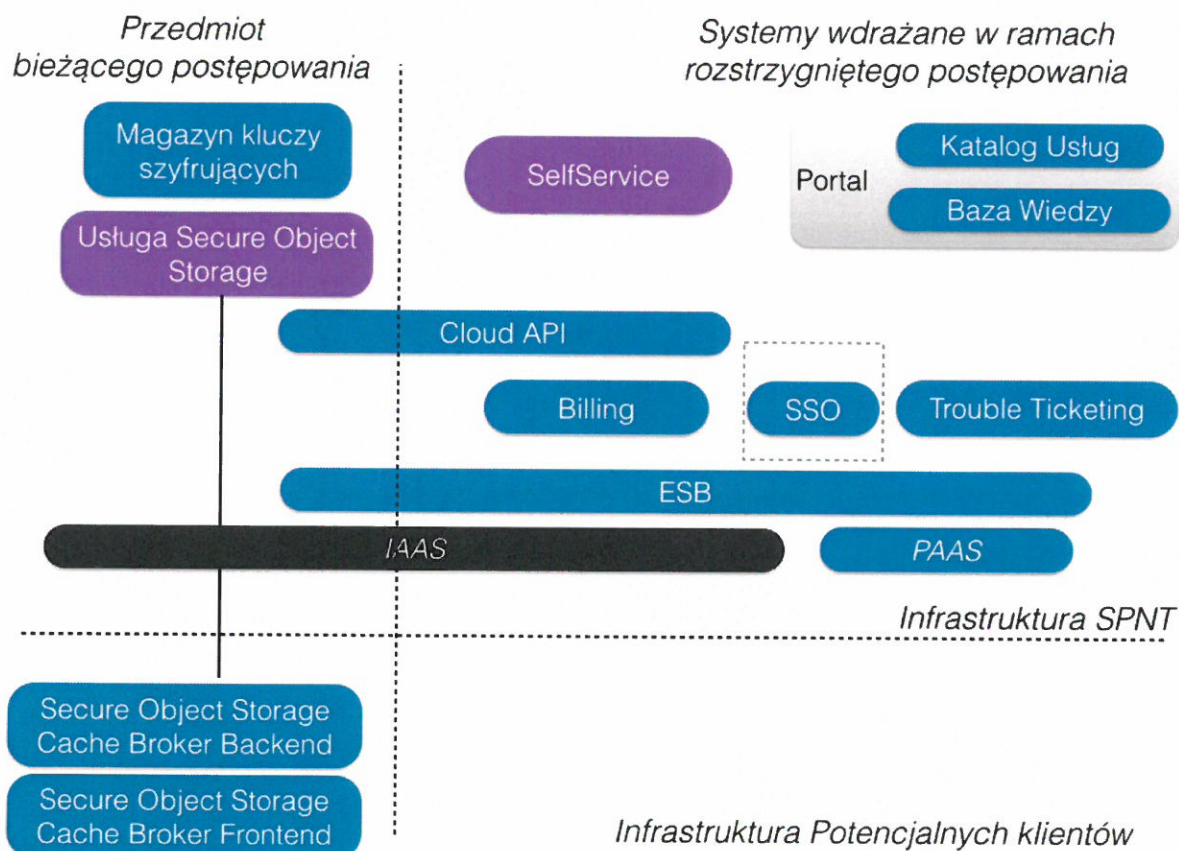 Przedmiot
bieżącego postępowania
Systemy wdrażane w ramach
rozstrzygniętego postępowania
Magazyn kluczy
szyfrujących
SelfService
Portal
Katalog Usług
Baza Wiedzy
Usługa Secure Object
Storage
Cloud API
Billing
SSO
Trouble Ticketing
ESB
IAAS
PAAS
Infrastruktura SPNT
Secure Object Storage
Cache Broker Backend
Secure Object Storage
Cache Broker Frontend
Infrastruktura Potencjalnych klientów